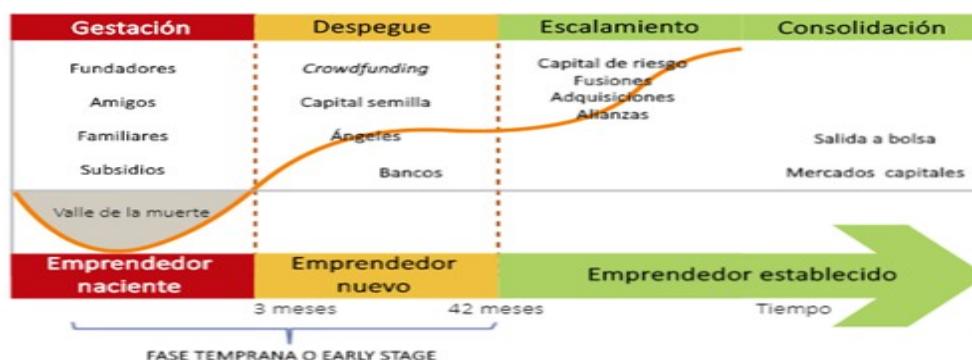 Gestación
Despegue
Escalamiento
Consolidación
Fundadores
Amigos
Familiares
Subsidios
Crowdfunding
Capital semilla
Ángeles
Bancos
Capital de riesgo
Fusiones
Adquisiciones
Alianzas
Salida a bolsa
Mercados capitales
Valle de la muerte
Emprendedor
naciente
Emprendedor
nuevo
Emprendedor establecido
3 meses
42 meses
Tiempo
FASE TEMPRANA O EARLY STAGE